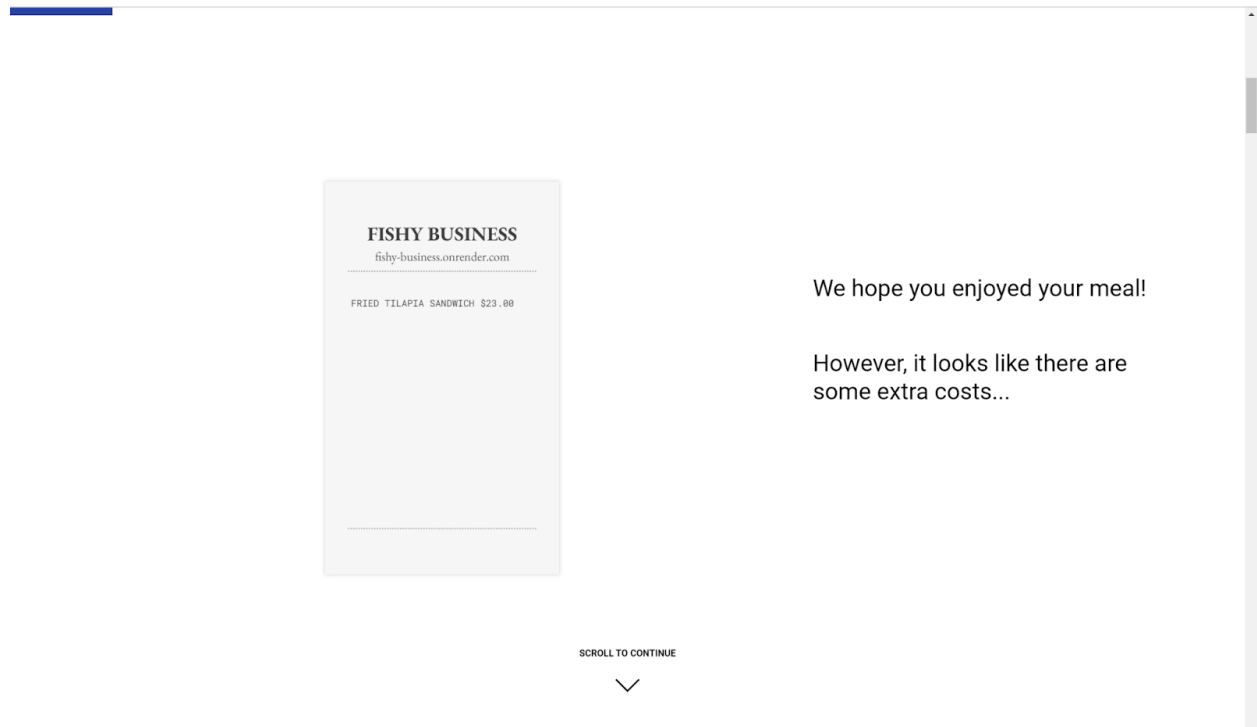 FISHY BUSINESS
fishy-business.onrender.com
FRIED TILAPIA SANDWICH $23.00
We hope you enjoyed your meal!
However, it looks like there are
some extra costs...
SCROLL TO CONTINUE